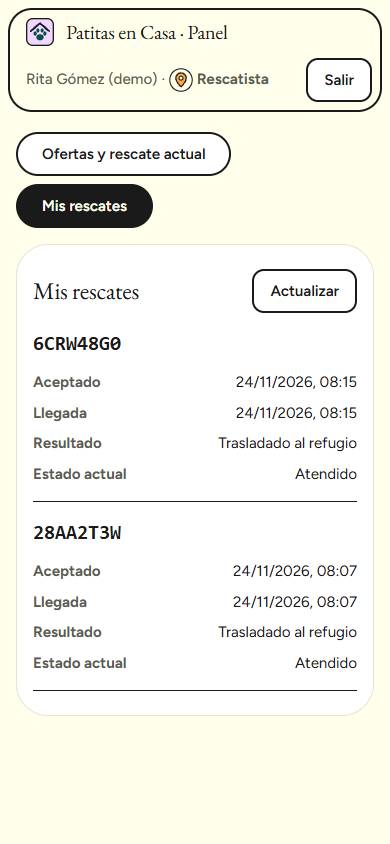 Patitas en Casa · Panel
Rita Gómez (demo) · Rescatista
Salir
Ofertas y rescate actual
Mis rescates
Mis rescates
Actualizar
6CRW48G0
Aceptado 24/11/2026, 08:15
Llegada 24/11/2026, 08:15
Resultado Trasladado al refugio
Estado actual Atendido
28AA2T3W
Aceptado 24/11/2026, 08:07
Llegada 24/11/2026, 08:07
Resultado Trasladado al refugio
Estado actual Atendido